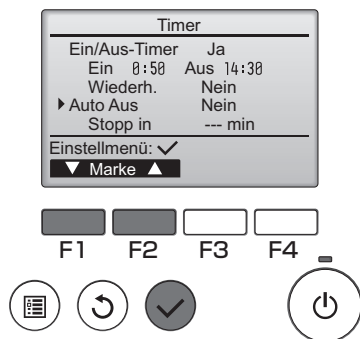 Timer
Ein/Aus-Timer Ja
Ein 8:50 Aus 14:30
Wiederh. Nein
Auto Aus Nein
Stopp in --- min
Einstellmenü: ✓
▼ Marke ▲
F1 F2 F3 F4